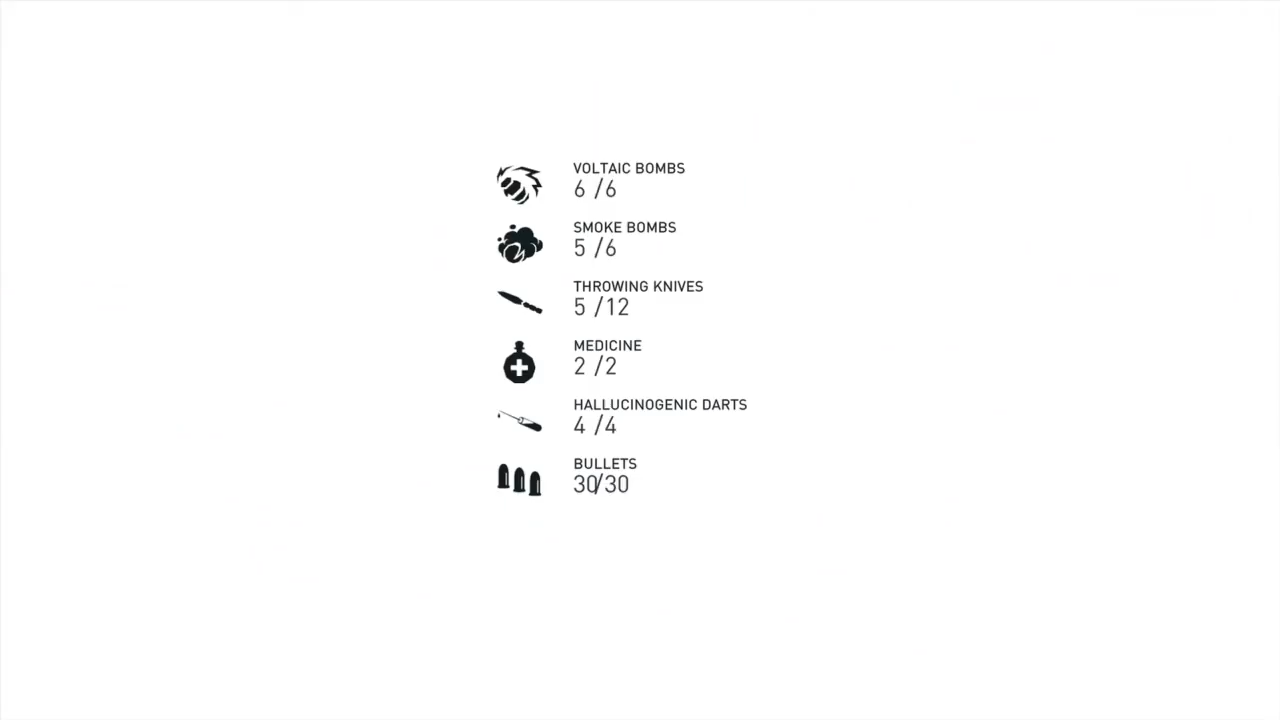 VOLTAIC BOMBS
6 /6
SMOKE BOMBS
5 /6
THROWING KNIVES
5 /12
MEDICINE
2 /2
HALLUCINOGENIC DARTS
4 /4
BULLETS
30/30